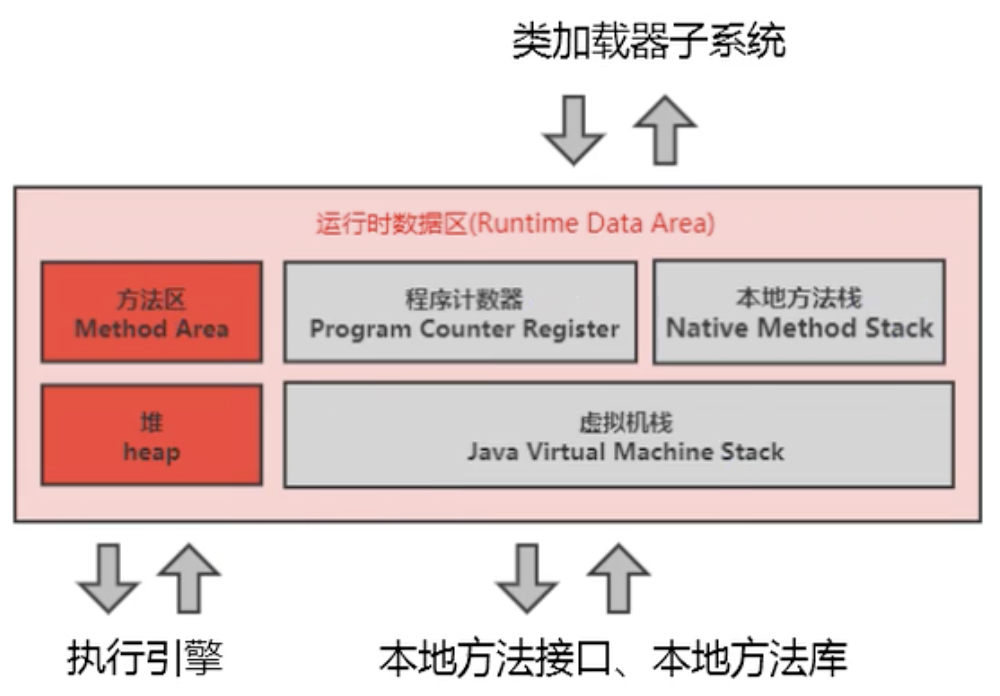 类加载器子系统
运行时数据区(Runtime Data Area)
方法区
Method Area
程序计数器
Program Counter Register
本地方法栈
Native Method Stack
堆
heap
虚拟机栈
Java Virtual Machine Stack
执行引擎
本地方法接口、本地方法库